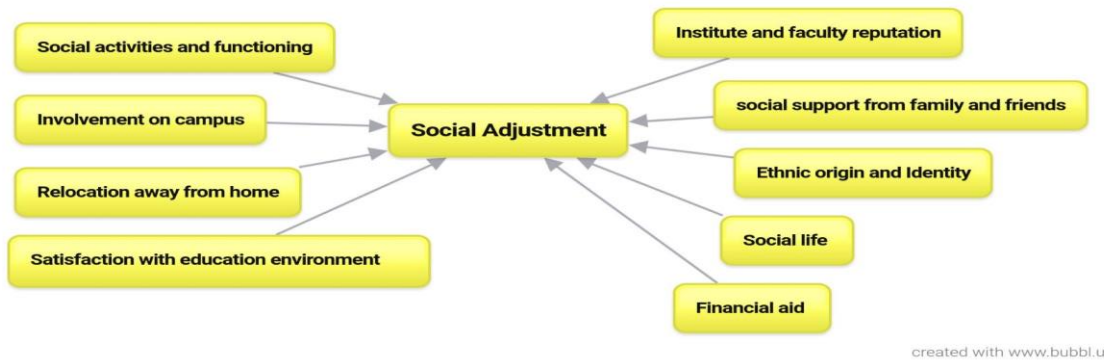 Social activities and functioning
Involvement on campus
Relocation away from home
Satisfaction with education environment
Social Adjustment
Institute and faculty reputation
social support from family and friends
Ethnic origin and Identity
Social life
Financial aid
created with www.bubbl.u